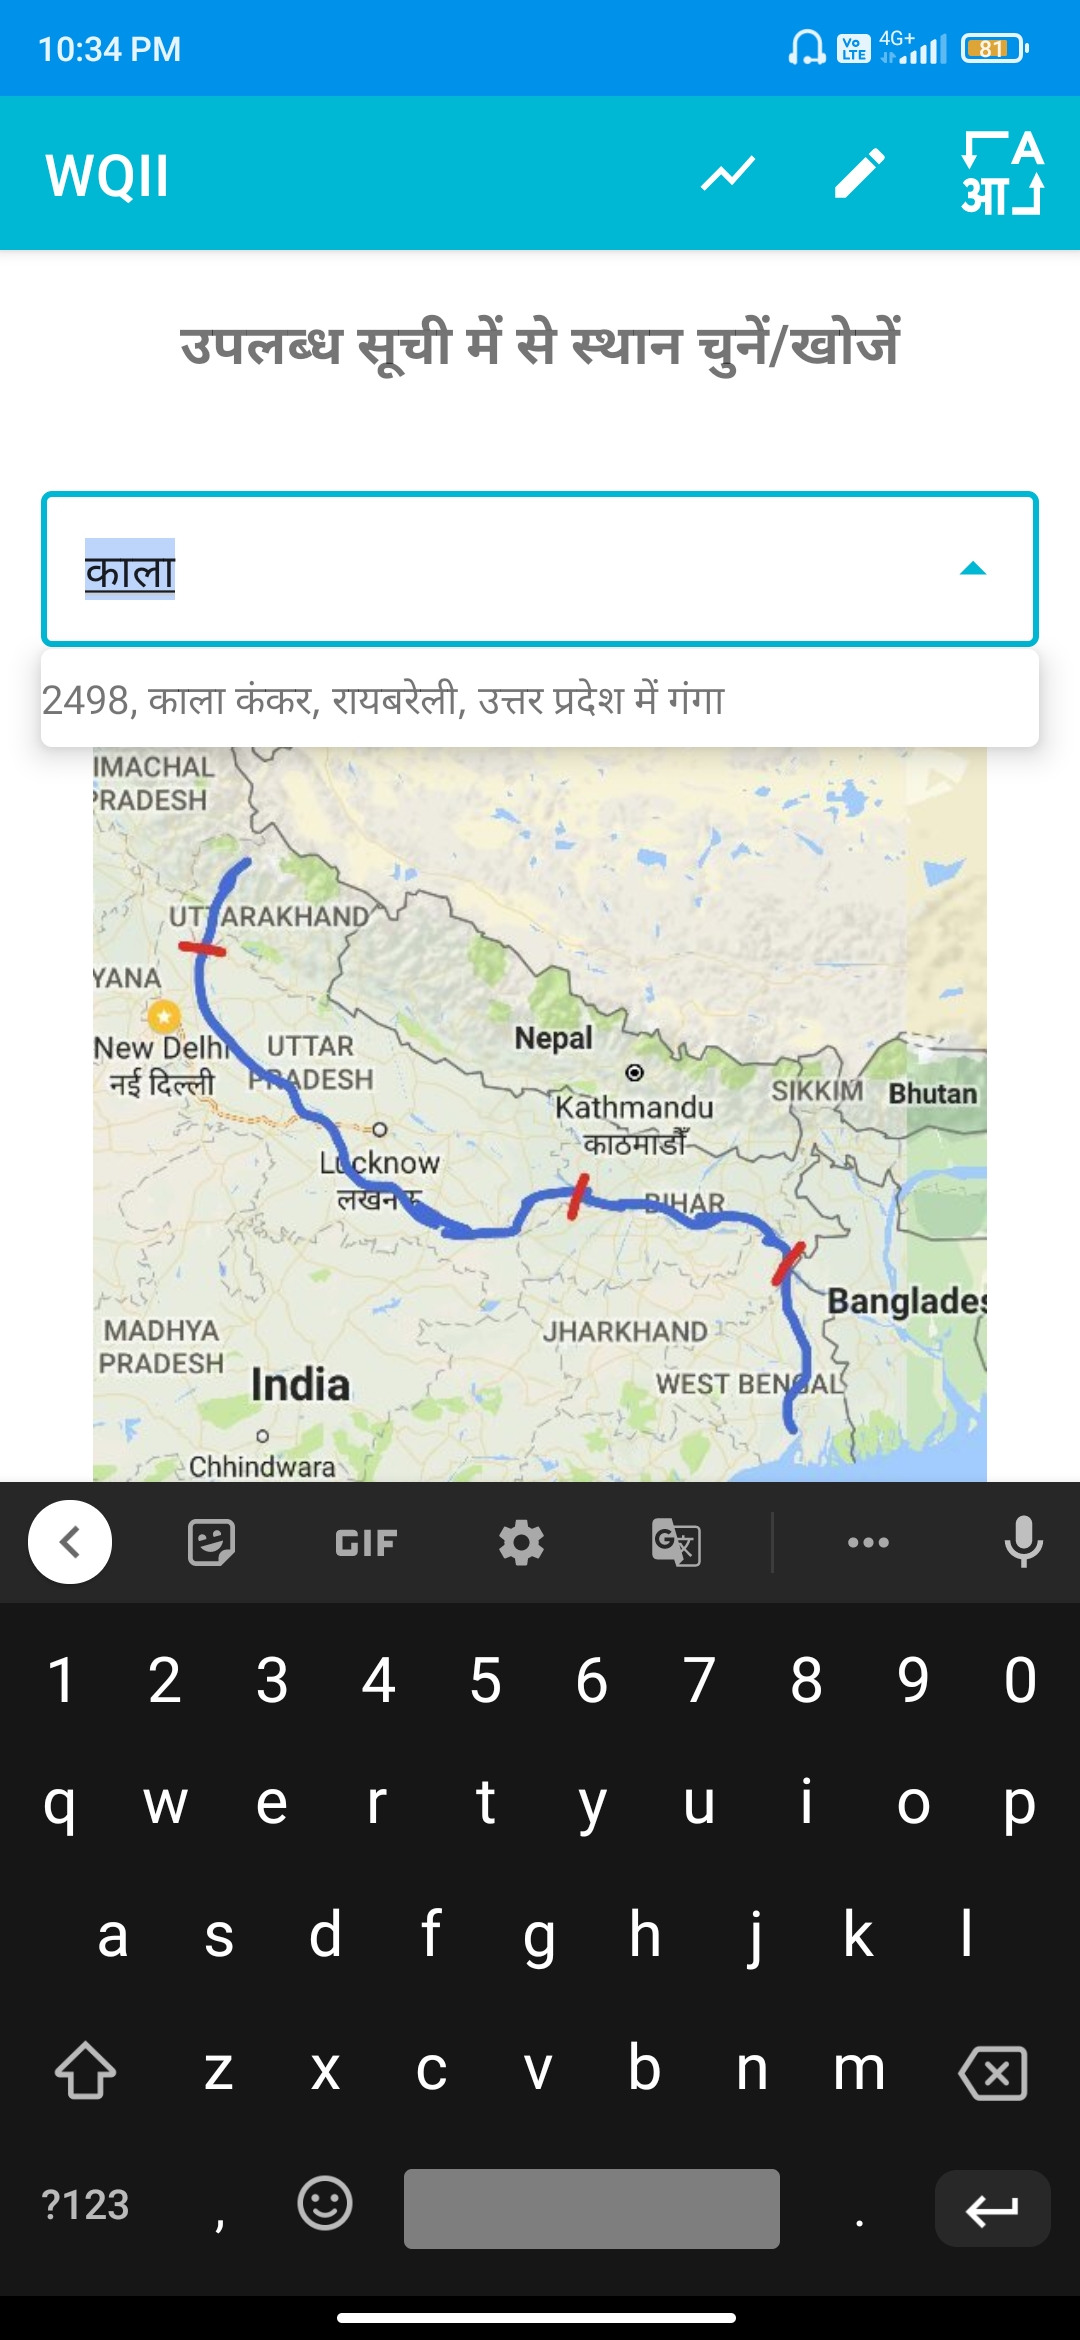 10:34 PM
Vo LTE
4G+
81
WQII
A
आ
उपलब्ध सूची में से स्थान चुनें/खोजें
काला
2498, काला कंकर, रायबरेली, उत्तर प्रदेश में गंगा
IMACHAL
PRADESH
UTTARAKHAND
YANA
New Delhi
नई दिल्ली
UTTAR
PRADESH
Nepal
Kathmandu
काठमाडौँ
SIKKIM
Bhutan
Lucknow
लखनऊ
BIHAR
Banglades
MADHYA
PRADESH
India
JHARKHAND
WEST BENGAL
Chhindwara
GIF
G文
1 2 3 4 5 6 7 8 9 0
q w e r t y u i o p
a s d f g h j k l
z x c v b n m
?123 , .